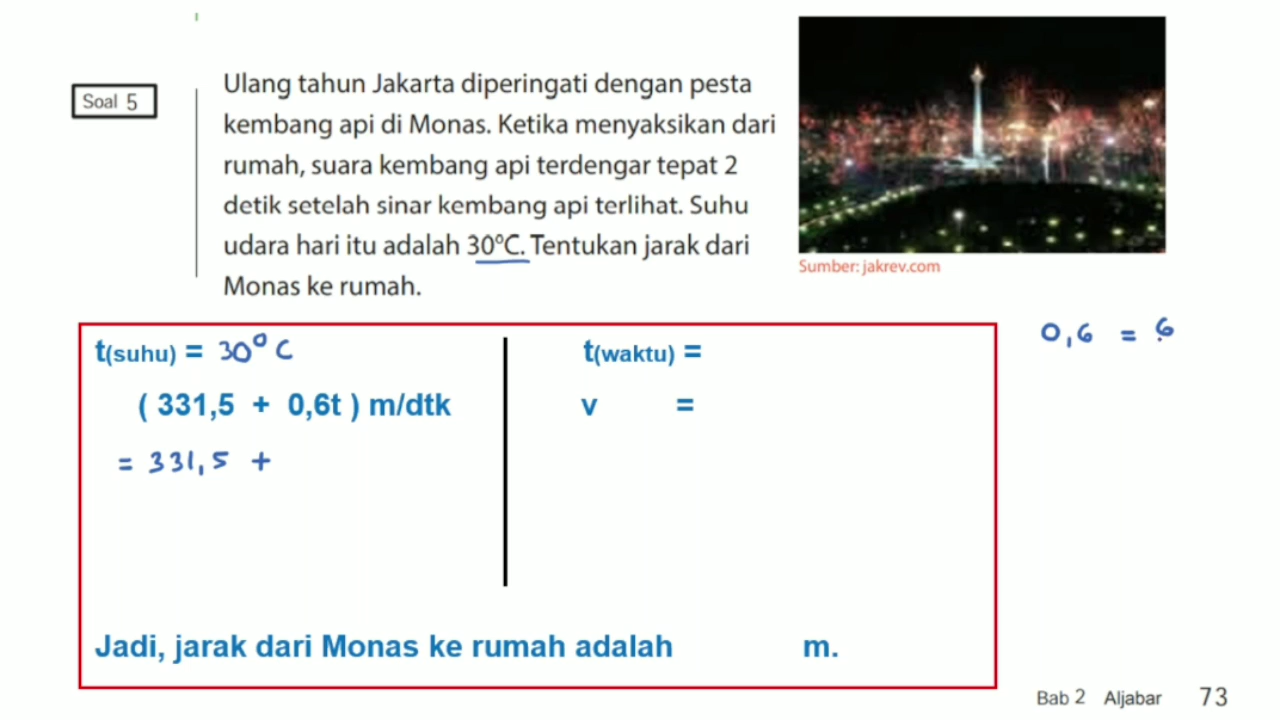 Soal 5
Ulang tahun Jakarta diperingati dengan pesta
kembang api di Monas. Ketika menyaksikan dari
rumah, suara kembang api terdengar tepat 2
detik setelah sinar kembang api terlihat. Suhu
udara hari itu adalah 30°C. Tentukan jarak dari
Monas ke rumah.
Sumber: jakrev.com
t(suhu) = 30° C
( 331,5 + 0,6t ) m/dtk
= 331,5 +
t(waktu) =
v =
0,6 = 6
Jadi, jarak dari Monas ke rumah adalah m.
Bab 2 Aljabar 73